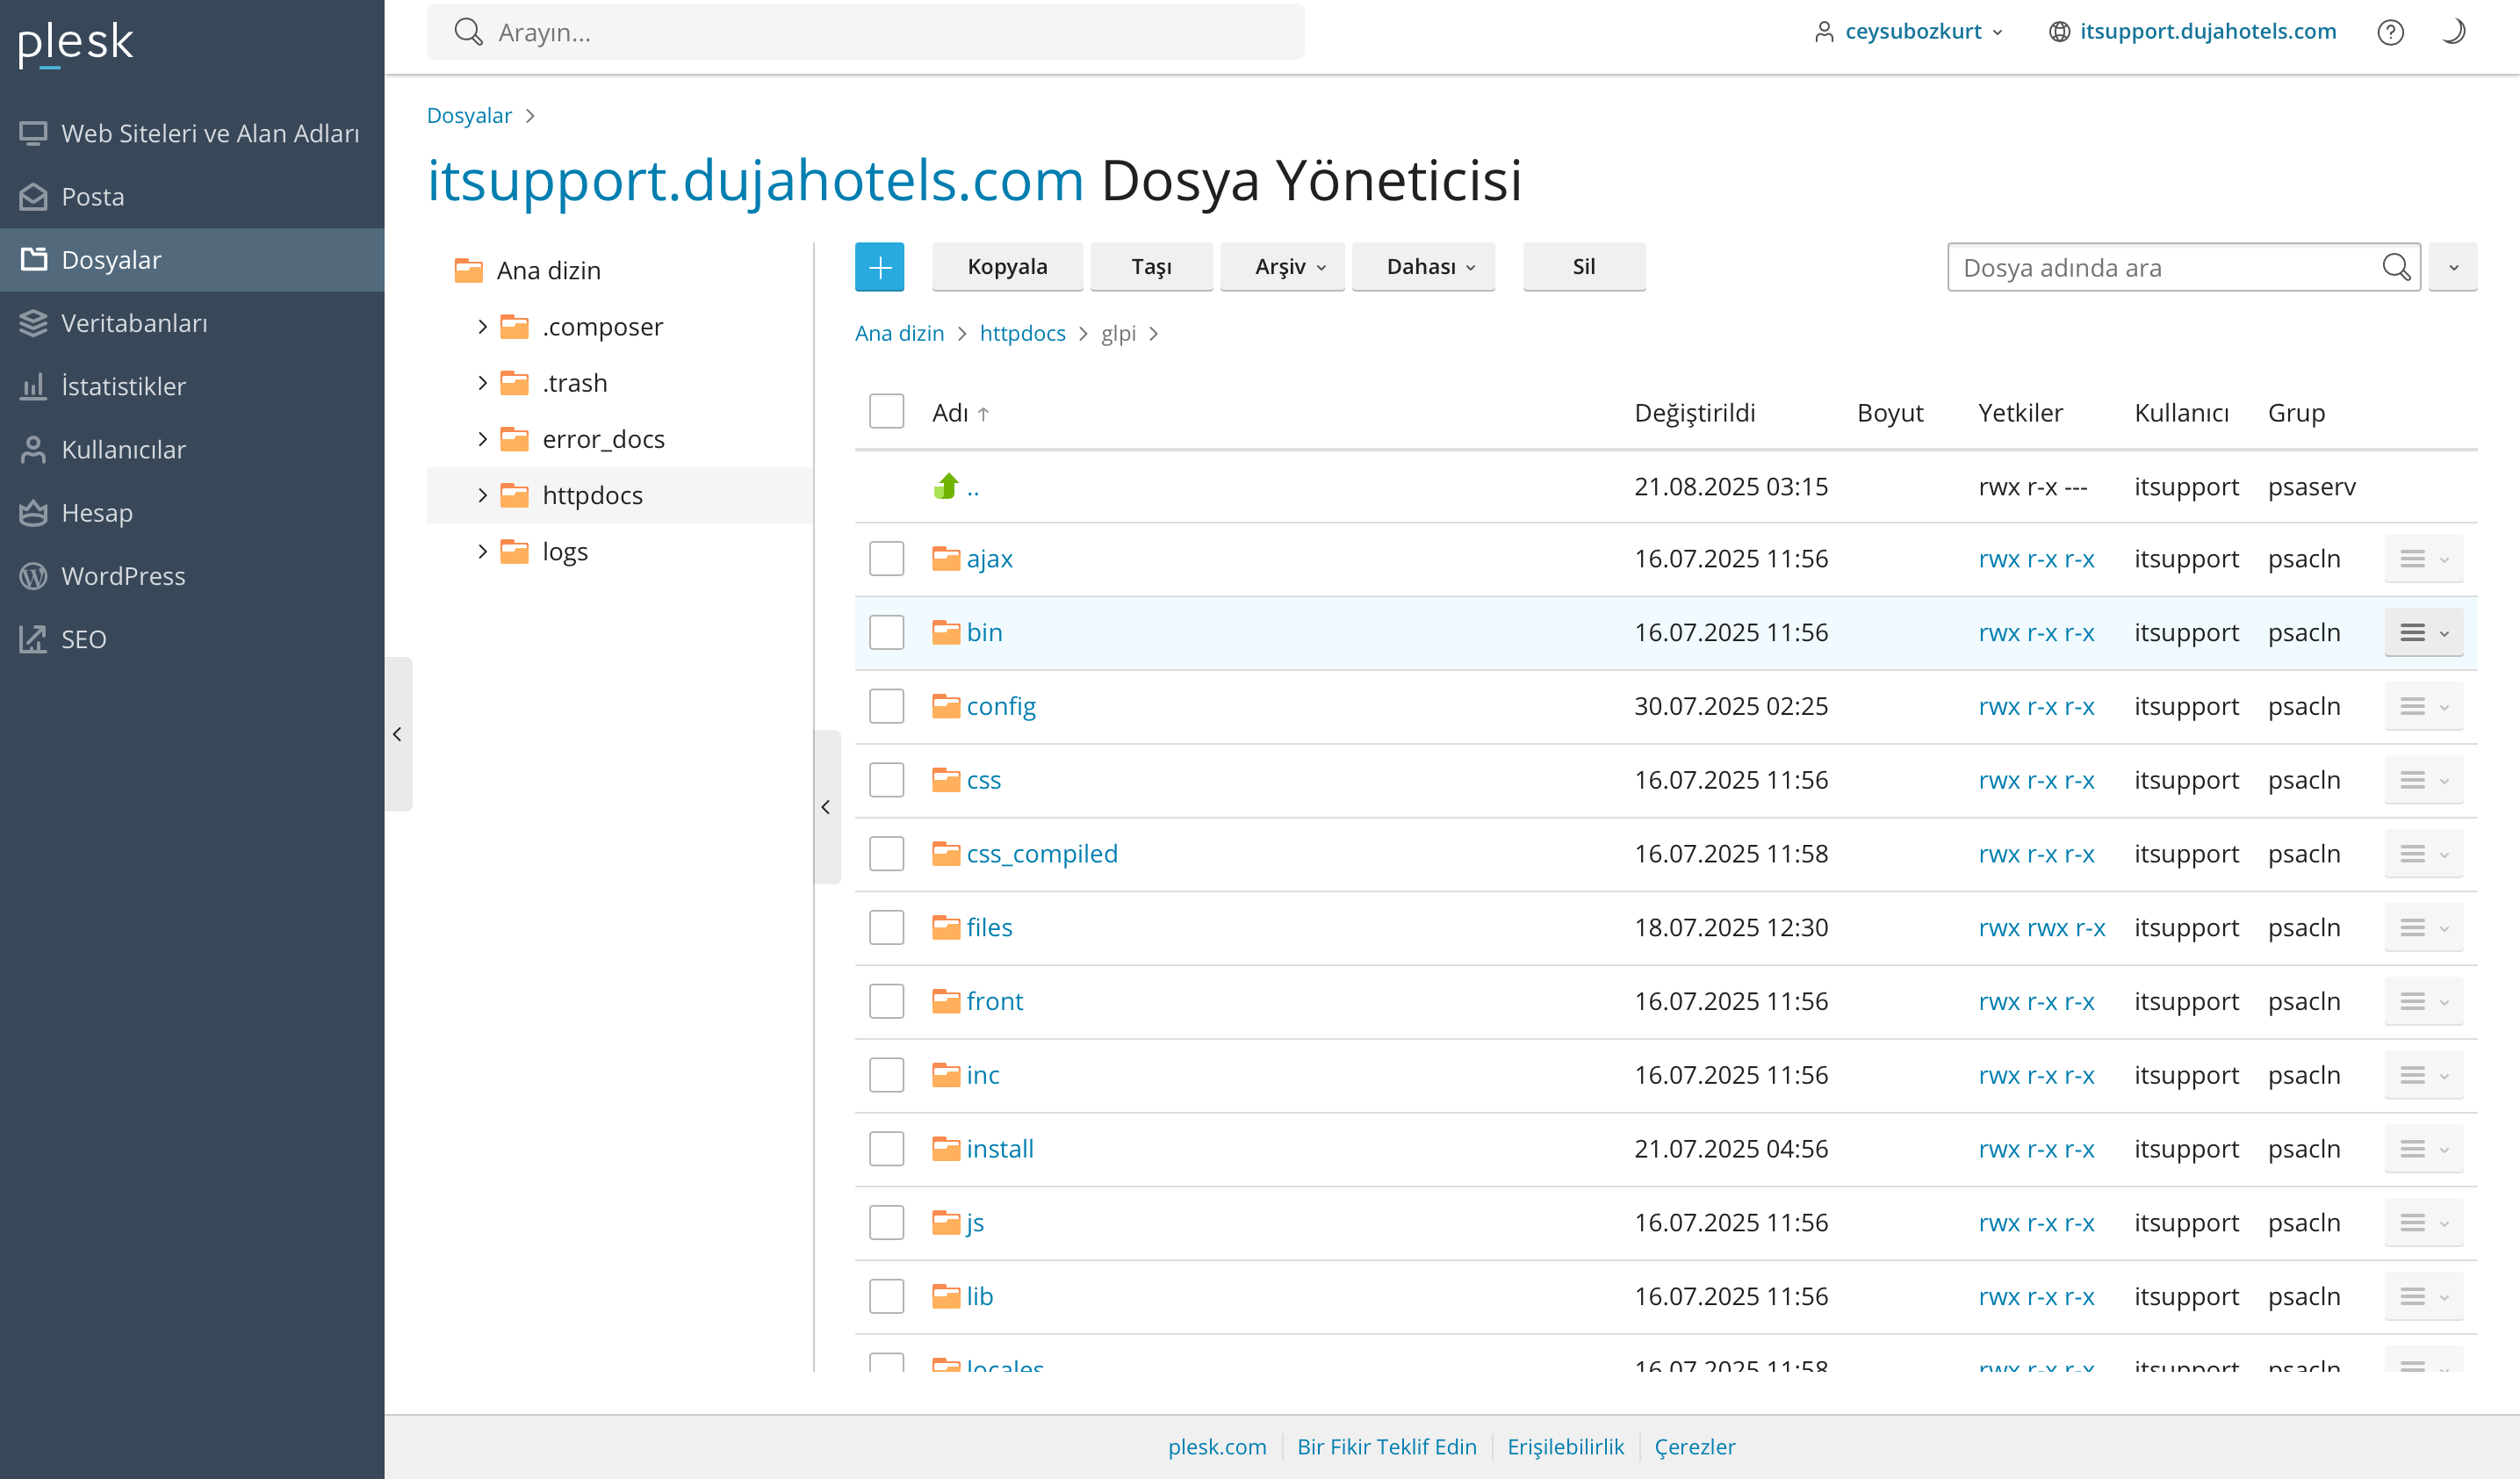 plesk
Arayın...
ceysubozkurt
itsupport.dujahotels.com
Web Siteleri ve Alan Adları
Posta
Dosyalar
Veritabanları
İstatistikler
Kullanıcılar
Hesap
WordPress
SEO
Dosyalar
itsupport.dujahotels.com Dosya Yöneticisi
Ana dizin
.composer
.trash
error_docs
httpdocs
logs
Kopyala Taşı Arşiv Dahası Sil
Dosya adında ara
Ana dizin > httpdocs > glpi >
Adı ↑ Değiştirildi Boyut Yetkiler Kullanıcı Grup
.. 21.08.2025 03:15 rwx r-x --- itsupport psaserv
ajax 16.07.2025 11:56 rwx r-x r-x itsupport psacln
bin 16.07.2025 11:56 rwx r-x r-x itsupport psacln
config 30.07.2025 02:25 rwx r-x r-x itsupport psacln
css 16.07.2025 11:56 rwx r-x r-x itsupport psacln
css_compiled 16.07.2025 11:58 rwx r-x r-x itsupport psacln
files 18.07.2025 12:30 rwx rwx r-x itsupport psacln
front 16.07.2025 11:56 rwx r-x r-x itsupport psacln
inc 16.07.2025 11:56 rwx r-x r-x itsupport psacln
install 21.07.2025 04:56 rwx r-x r-x itsupport psacln
js 16.07.2025 11:56 rwx r-x r-x itsupport psacln
lib 16.07.2025 11:56 rwx r-x r-x itsupport psacln
locales 16.07.2025 11:58 rwx r-x r-x itsupport psacln
plesk.com Bir Fikir Teklif Edin Erişilebilirlik Çerezler